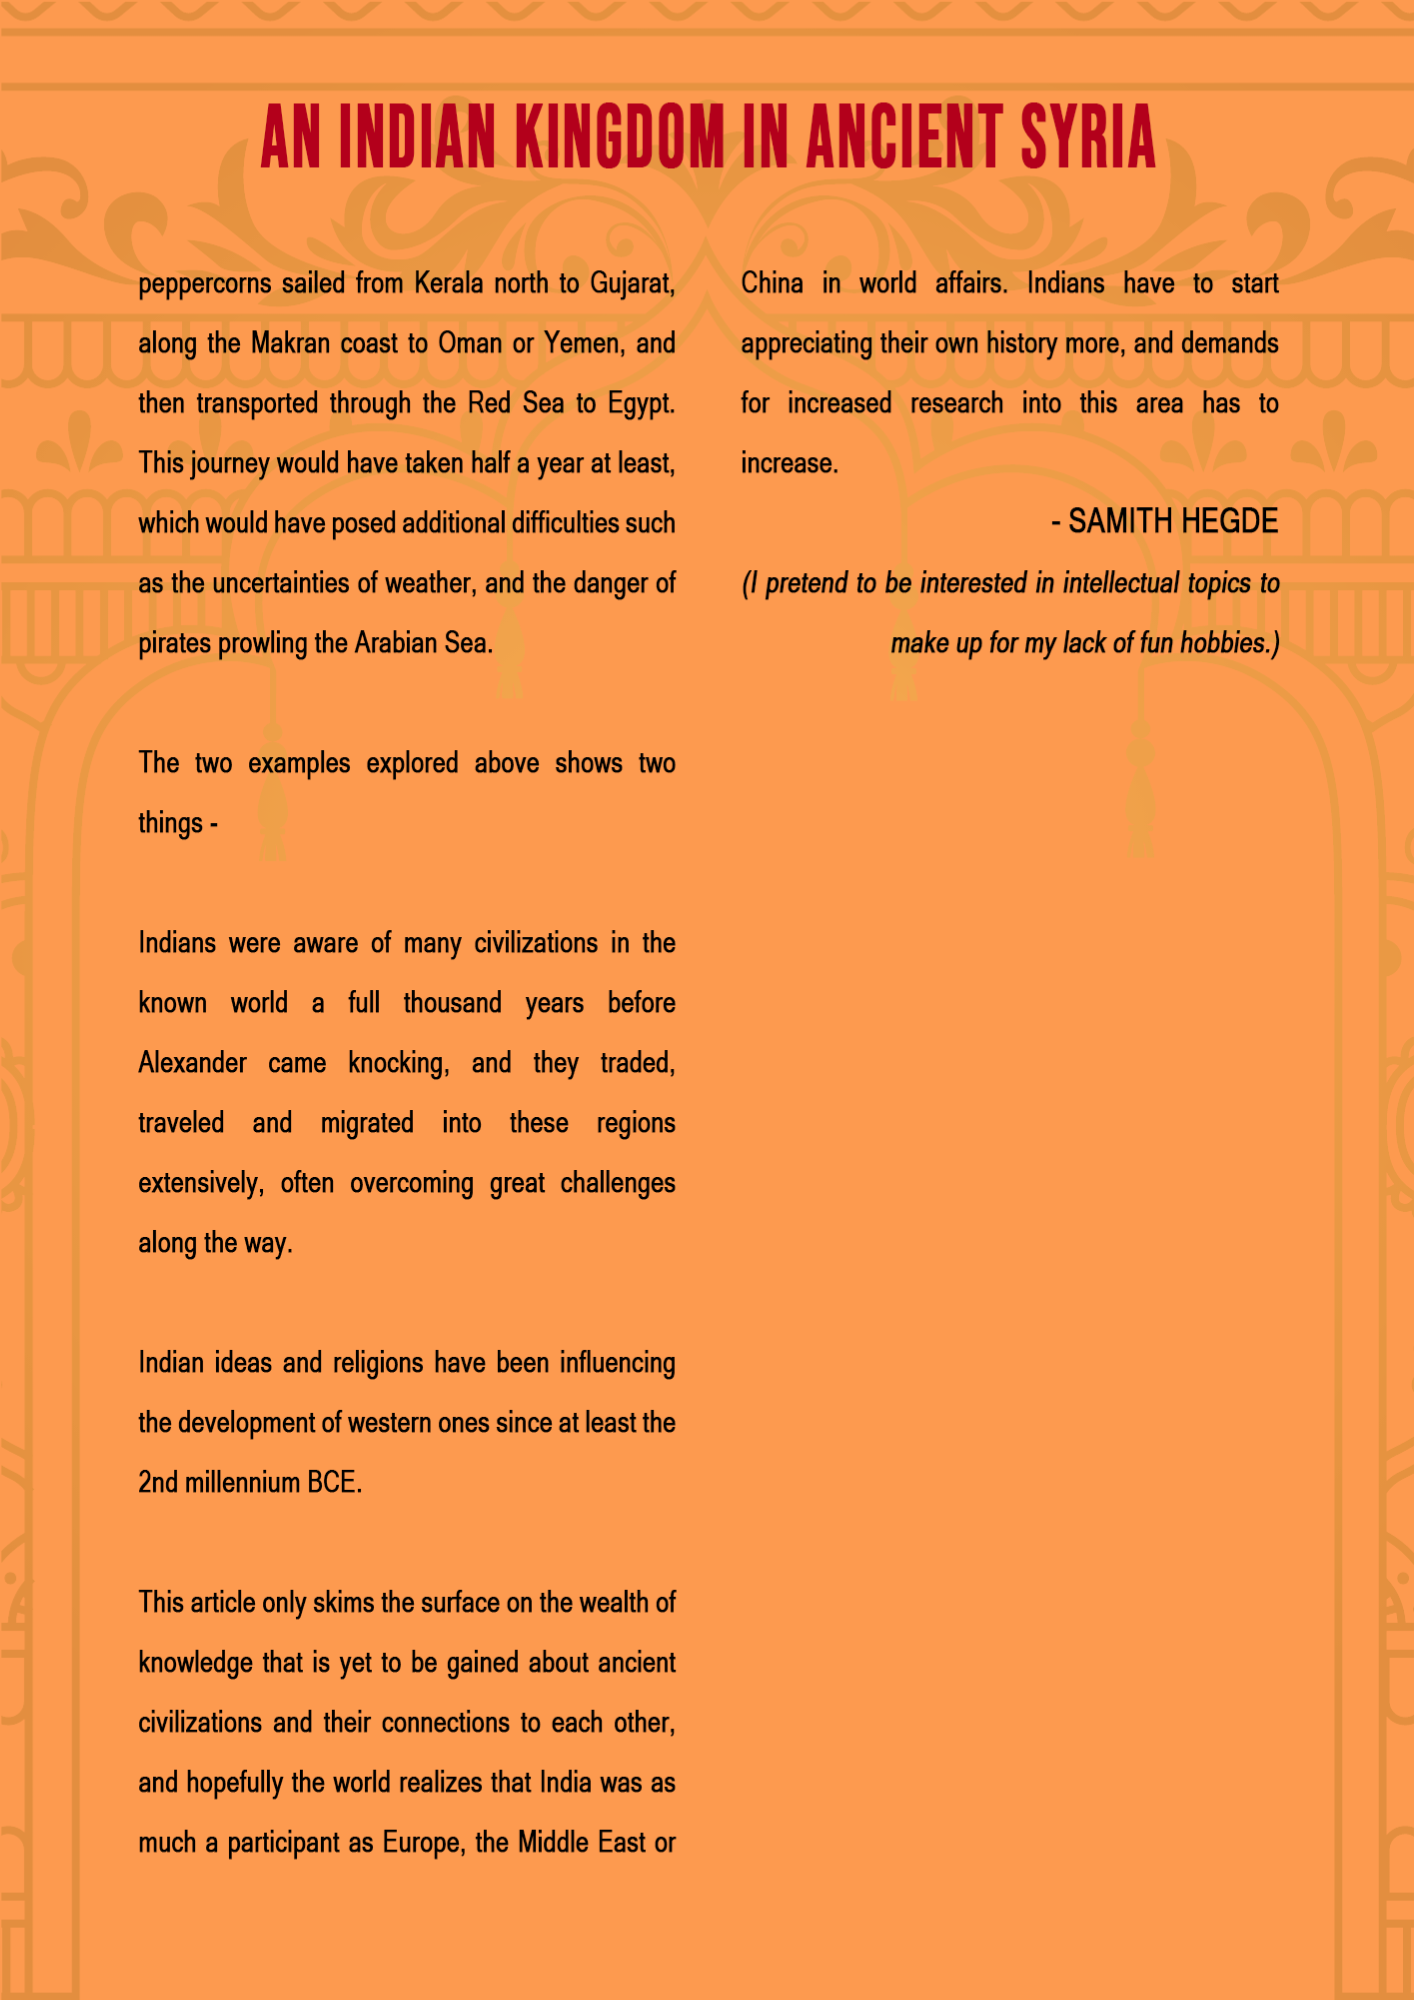 AN INDIAN KINGDOM IN ANCIENT SYRIA
peppercorns sailed from Kerala north to Gujarat,
along the Makran coast to Oman or Yemen, and
then transported through the Red Sea to Egypt.
This journey would have taken half a year at least,
which would have posed additional difficulties such
as the uncertainties of weather, and the danger of
pirates prowling the Arabian Sea.
The two examples explored above shows two
things -
Indians were aware of many civilizations in the
known world a full thousand years before
Alexander came knocking, and they traded,
traveled and migrated into these regions
extensively, often overcoming great challenges
along the way.
Indian ideas and religions have been influencing
the development of western ones since at least the
2nd millennium BCE.
This article only skims the surface on the wealth of
knowledge that is yet to be gained about ancient
civilizations and their connections to each other,
and hopefully the world realizes that India was as
much a participant as Europe, the Middle East or
China in world affairs. Indians have to start
appreciating their own history more, and demands
for increased research into this area has to
increase.
- SAMITH HEGDE
(I pretend to be interested in intellectual topics to
make up for my lack of fun hobbies.)